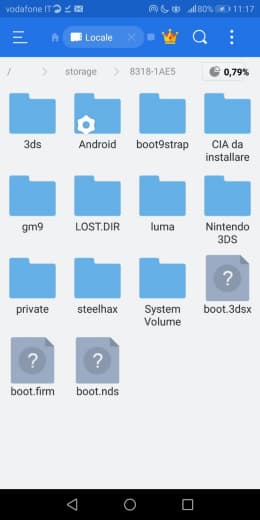 vodafone IT 80% 11:17
Locale
/ storage 8318-1AE5 0,79%
3ds Android boot9strap CIA da
installare
gm9 LOST.DIR luma Nintendo
3DS
private steelhax System boot.3dsx
Volume
boot.firm boot.nds